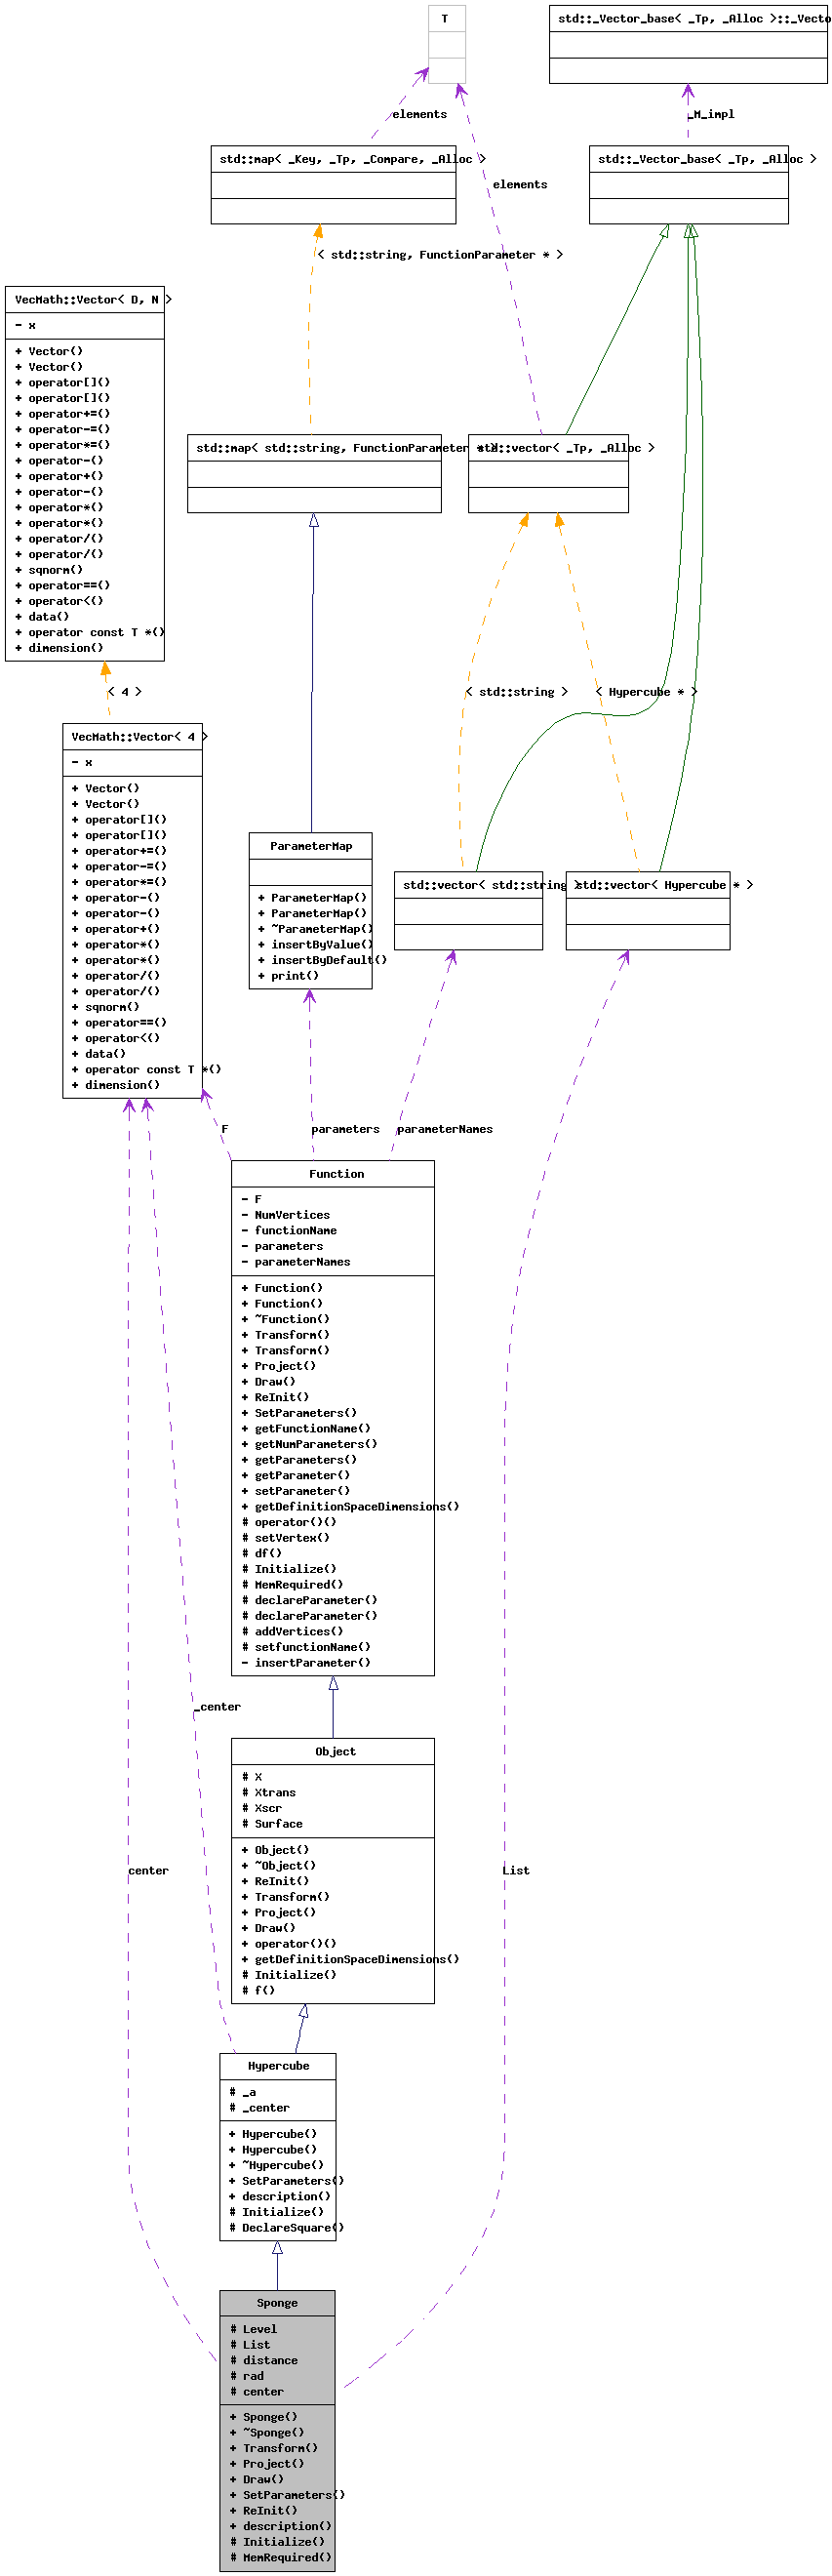 T
std::_Vector_base< _Tp, _Alloc >::_Vecto
elements
_M_impl
std::map< _Key, _Tp, _Compare, _Alloc >
std::_Vector_base< _Tp, _Alloc >
elements
< std::string, FunctionParameter * >
VecMath::Vector< D, N >
- x
+ Vector()
+ Vector()
+ operator[]()
+ operator[]()
+ operator+=()
+ operator-=()
+ operator*=()
+ operator-()
+ operator+()
+ operator-()
+ operator*()
+ operator*()
+ operator/()
+ operator/()
+ sqnorm()
+ operator==()
+ operator<()
+ data()
+ operator const T *()
+ dimension()
std::map< std::string, FunctionParameter * >
std::vector< _Tp, _Alloc >
< 4 >
< std::string >
< Hypercube * >
VecMath::Vector< 4 >
- x
+ Vector()
+ Vector()
+ operator[]()
+ operator[]()
+ operator+=()
+ operator-=()
+ operator*=()
+ operator-()
+ operator-()
+ operator+()
+ operator*()
+ operator*()
+ operator/()
+ operator/()
+ sqnorm()
+ operator==()
+ operator<()
+ data()
+ operator const T *()
+ dimension()
ParameterMap
+ ParameterMap()
+ ParameterMap()
+ ~ParameterMap()
+ insertByValue()
+ insertByDefault()
+ print()
std::vector< std::string >
std::vector< Hypercube * >
F
parameters
parameterNames
Function
- F
- NumVertices
- functionName
- parameters
- parameterNames
+ Function()
+ Function()
+ ~Function()
+ Transform()
+ Transform()
+ Project()
+ Draw()
+ ReInit()
+ SetParameters()
+ getFunctionName()
+ getNumParameters()
+ getParameters()
+ getParameter()
+ setParameter()
+ getDefinitionSpaceDimensions()
# operator()()
# setVertex()
# df()
# Initialize()
# MemRequired()
# declareParameter()
# declareParameter()
# addVertices()
# setfunctionName()
- insertParameter()
_center
Object
# X
# Xtrans
# Xscr
# Surface
+ Object()
+ ~Object()
+ ReInit()
+ Transform()
+ Project()
+ Draw()
+ operator()()
+ getDefinitionSpaceDimensions()
# Initialize()
# f()
center
List
Hypercube
# _a
# _center
+ Hypercube()
+ Hypercube()
+ ~Hypercube()
+ SetParameters()
+ description()
# Initialize()
# DeclareSquare()
Sponge
# Level
# List
# distance
# rad
# center
+ Sponge()
+ ~Sponge()
+ Transform()
+ Project()
+ Draw()
+ SetParameters()
+ ReInit()
+ description()
# Initialize()
# MemRequired()